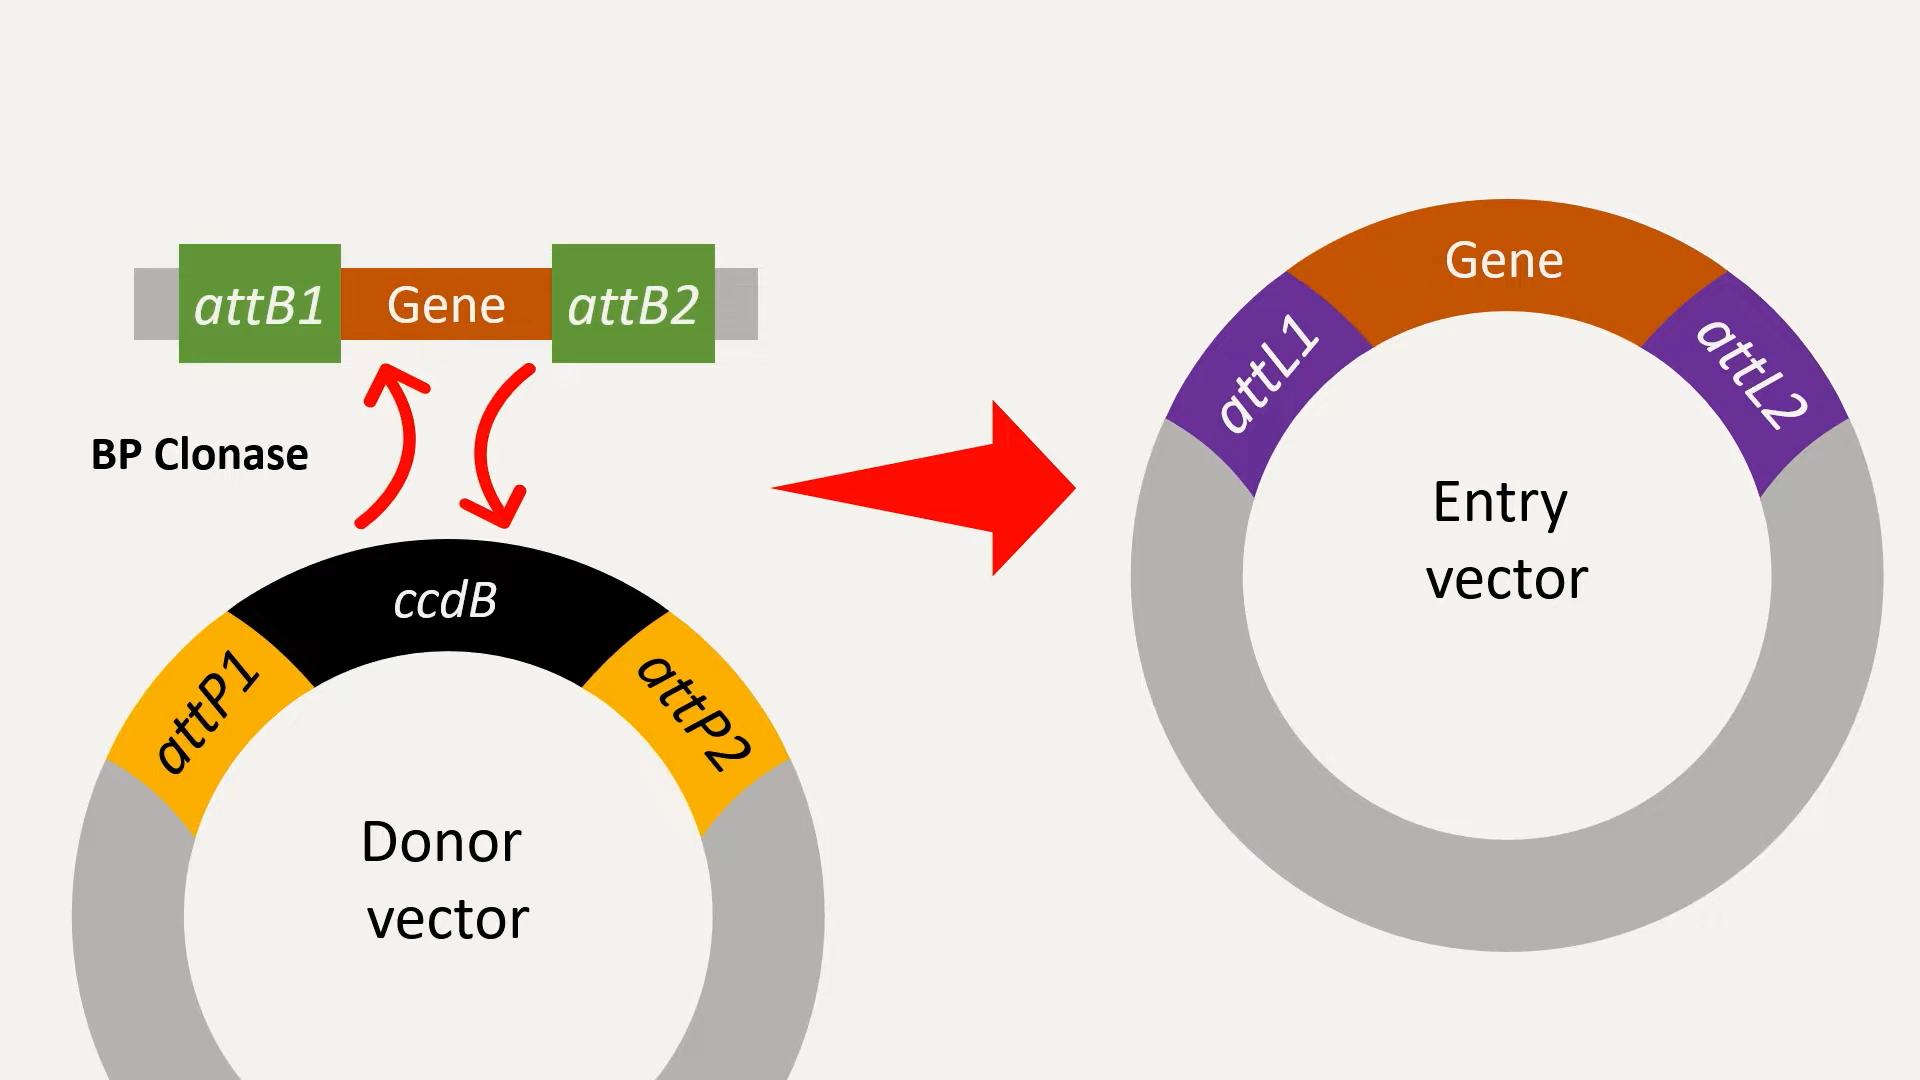 attB1 Gene attB2
BP Clonase
ccdB
attP1
attP2
Donor
vector
Gene
attL1
attL2
Entry
vector